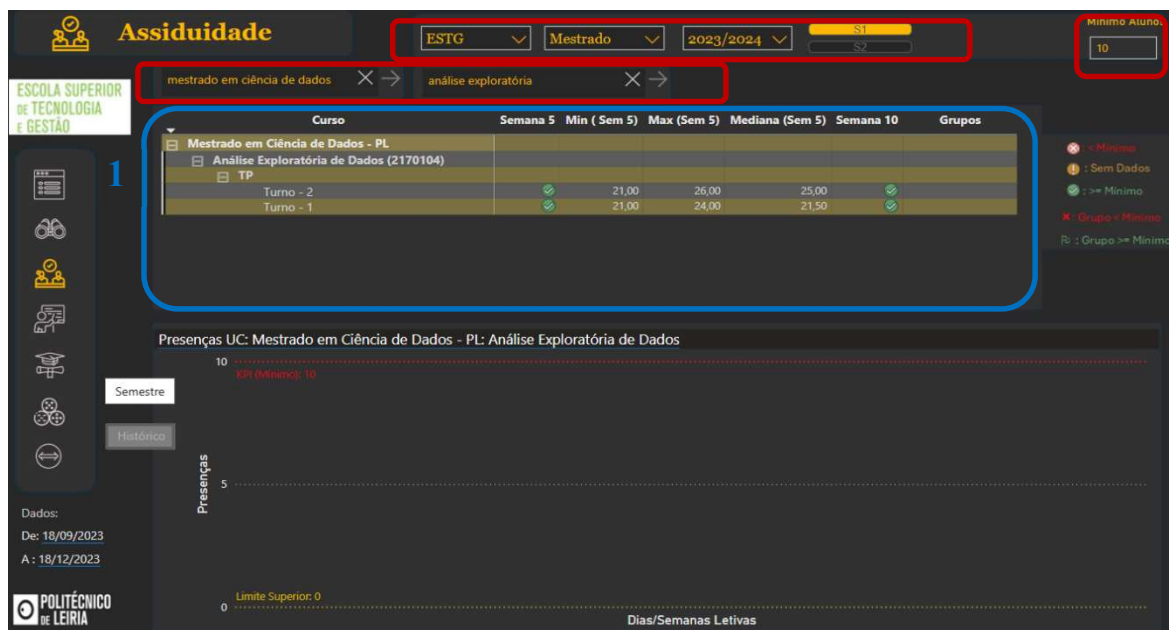 Assiduidade
ESTG
Mestrado
2023/2024
S1
S2
Mínimo Aluno:
10
mestrado em ciência de dados
análise exploratória
ESCOLA SUPERIOR
DE TECNOLOGIA
E GESTÃO
1
Curso Semana 5 Min ( Sem 5) Max (Sem 5) Mediana (Sem 5) Semana 10 Grupos
Mestrado em Ciência de Dados - PL
Análise Exploratória de Dados (2170104)
TP
Turno - 2 21,00 26,00 25,00
Turno - 1 21,00 24,00 21,50
: < Mínimo
: Sem Dados
: >= Mínimo
: Grupo < Mínimo
: Grupo >= Mínimo
Presenças UC: Mestrado em Ciência de Dados - PL: Análise Exploratória de Dados
10
KPI (Mínimo): 10
Semestre
Histórico
Presenças
5
Limite Superior: 0
0
Dias/Semanas Letivas
Dados:
De: 18/09/2023
A : 18/12/2023
POLITÉCNICO
DE LEIRIA